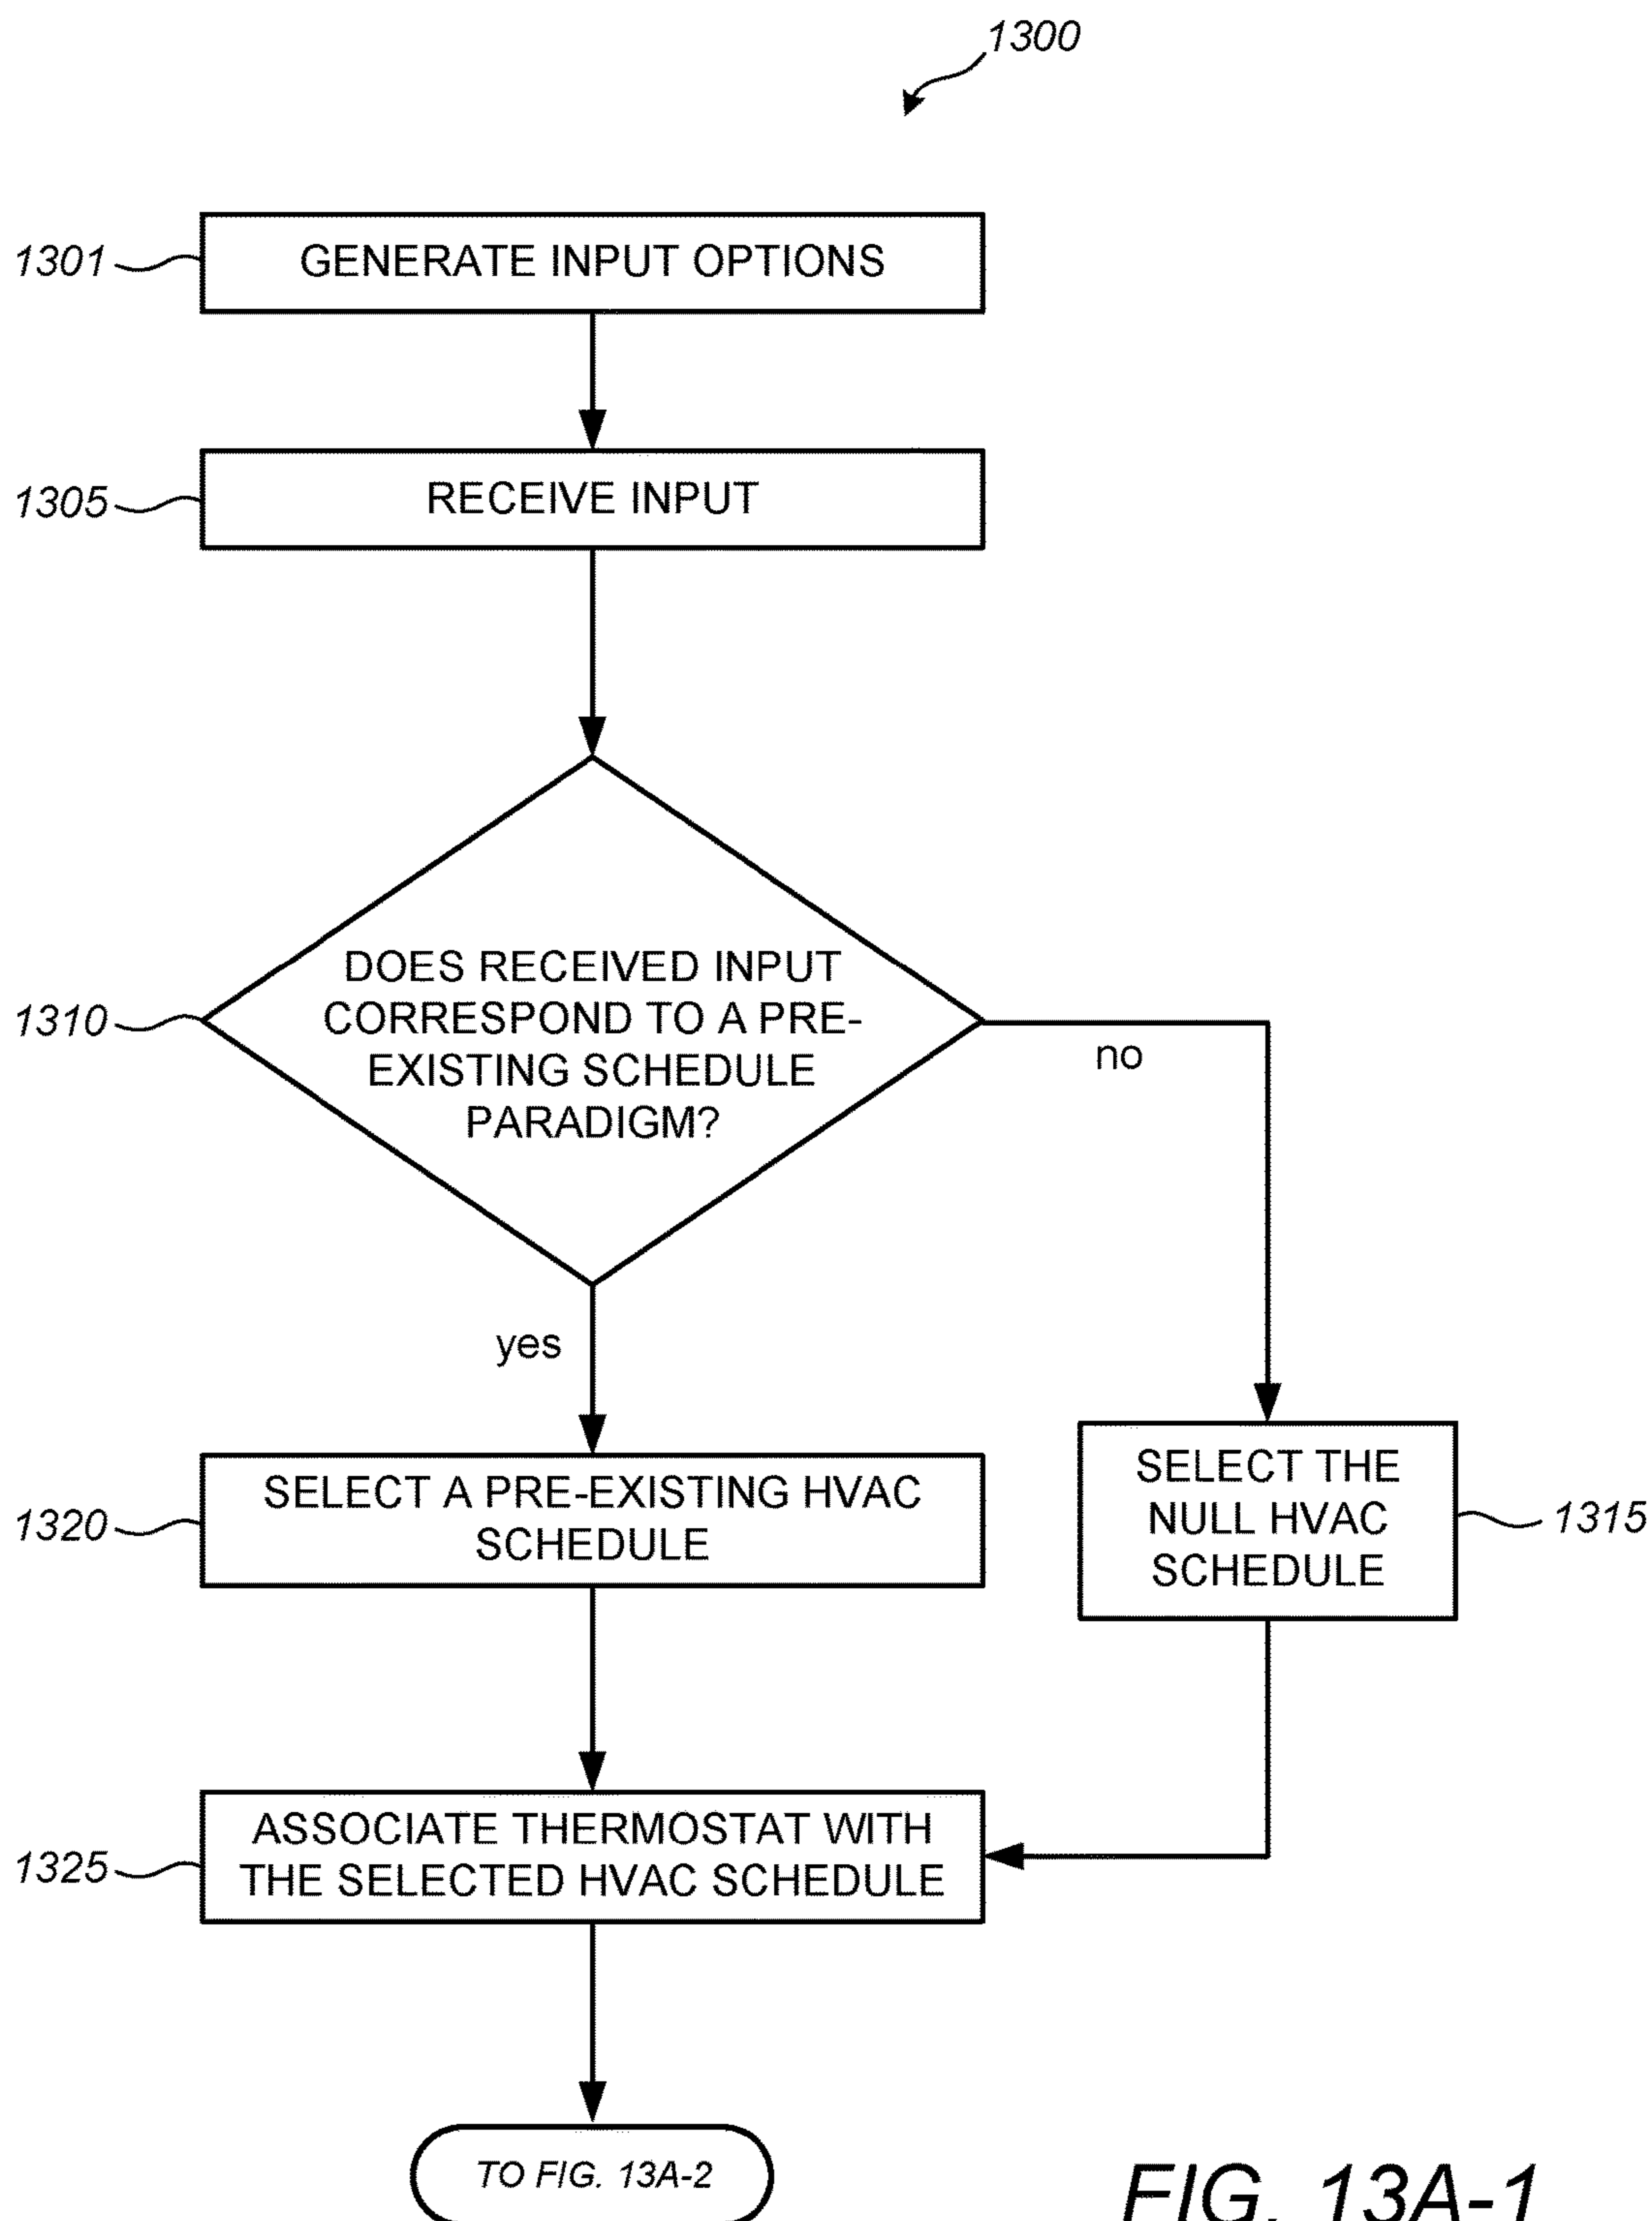 1300
1301
GENERATE INPUT OPTIONS
1305
RECEIVE INPUT
1310
DOES RECEIVED INPUT
CORRESPOND TO A PRE-
EXISTING SCHEDULE
PARADIGM?
no
yes
1320
SELECT A PRE-EXISTING HVAC
SCHEDULE
SELECT THE
NULL HVAC
SCHEDULE
1315
1325
ASSOCIATE THERMOSTAT WITH
THE SELECTED HVAC SCHEDULE
TO FIG. 13A-2
FIG. 13A-1